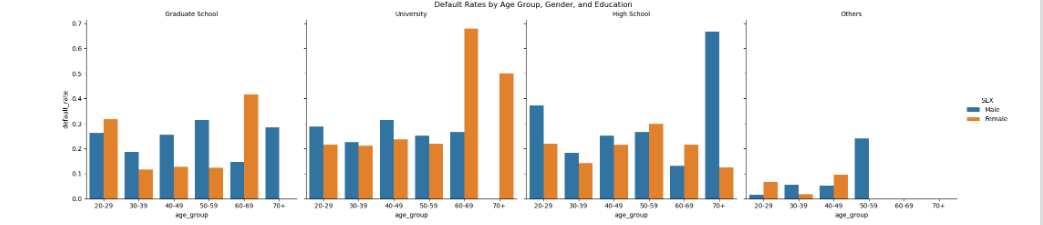 Default Rates by Age Group, Gender, and Education
Graduate School
University
High School
Others
0.7
0.6
0.5
0.4
0.3
0.2
0.1
0.0
default_rate
20-29 30-39 40-49 50-59 60-69 70+
20-29 30-39 40-49 50-59 60-69 70+
20-29 30-39 40-49 50-59 60-69 70+
20-29 30-39 40-49 50-59 60-69 70+
age_group
age_group
age_group
age_group
SEX
Male
Female